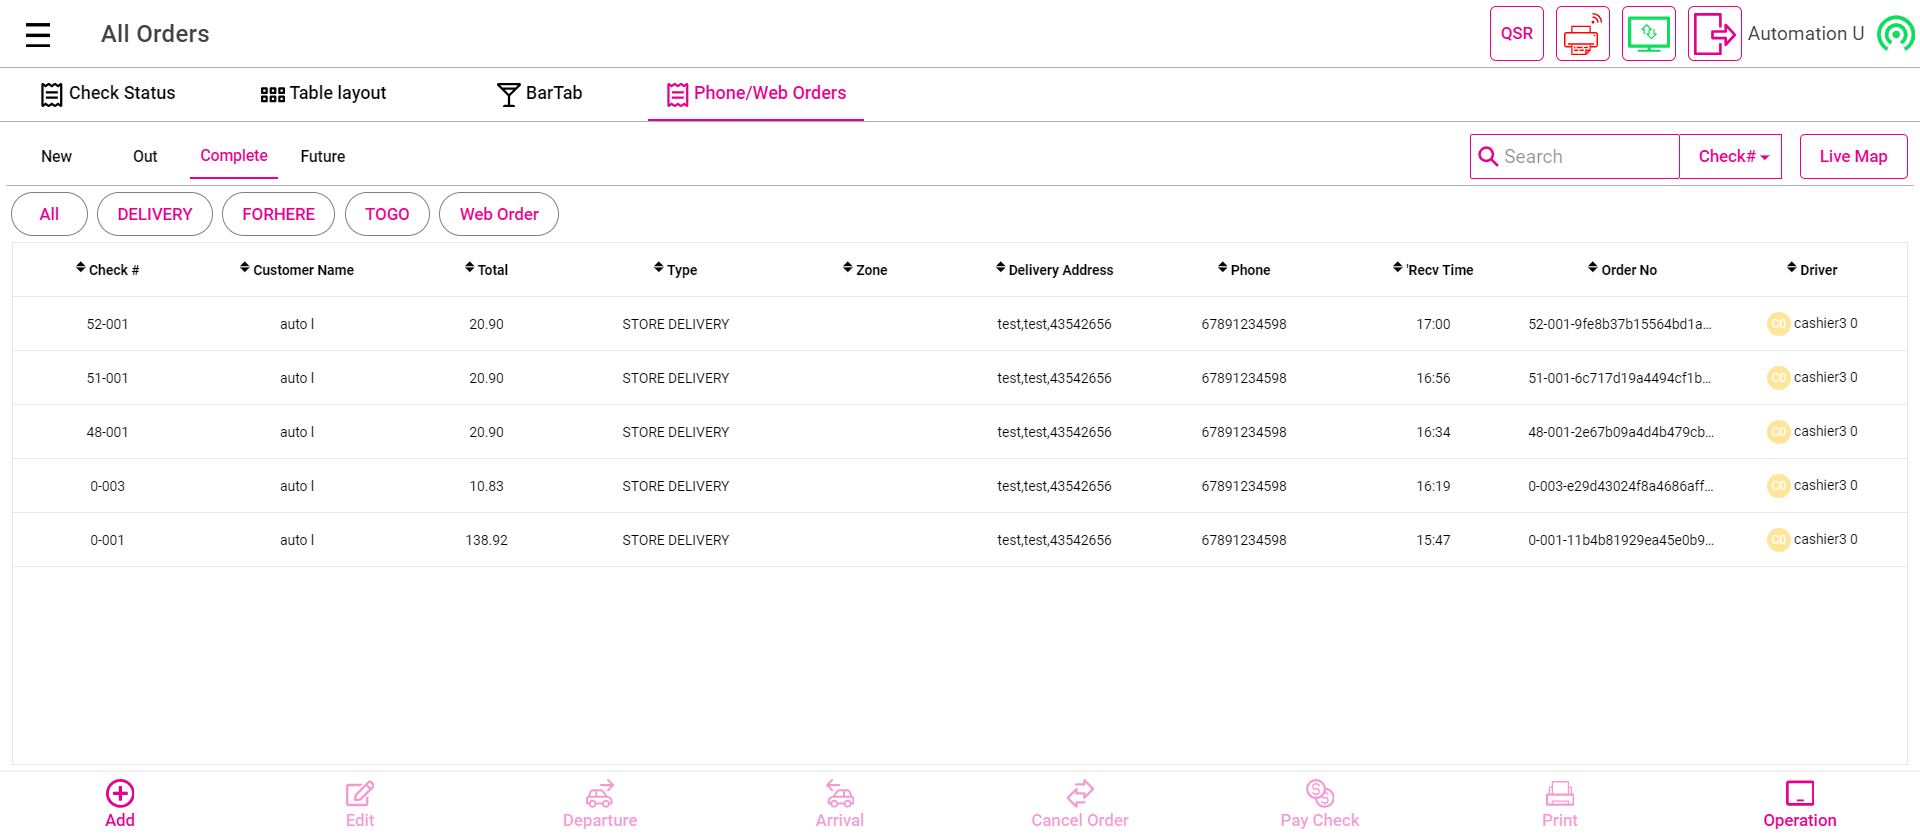 All Orders
QSR
Automation U
Check Status
Table layout
BarTab
Phone/Web Orders
New
Out
Complete
Future
Search
Check#
Live Map
All
DELIVERY
FORHERE
TOGO
Web Order
Check # Customer Name Total Type Zone Delivery Address Phone 'Recv Time Order No Driver
52-001 auto l 20.90 STORE DELIVERY test,test,43542656 67891234598 17:00 52-001-9fe8b37b15564bd1a... C0 cashier3 0
51-001 auto l 20.90 STORE DELIVERY test,test,43542656 67891234598 16:56 51-001-6c717d19a4494cf1b... C0 cashier3 0
48-001 auto l 20.90 STORE DELIVERY test,test,43542656 67891234598 16:34 48-001-2e67b09a4d4b479cb... C0 cashier3 0
0-003 auto l 10.83 STORE DELIVERY test,test,43542656 67891234598 16:19 0-003-e29d43024f8a4686aff... C0 cashier3 0
0-001 auto l 138.92 STORE DELIVERY test,test,43542656 67891234598 15:47 0-001-11b4b81929ea45e0b9... C0 cashier3 0
Add
Edit
Departure
Arrival
Cancel Order
Pay Check
Print
Operation